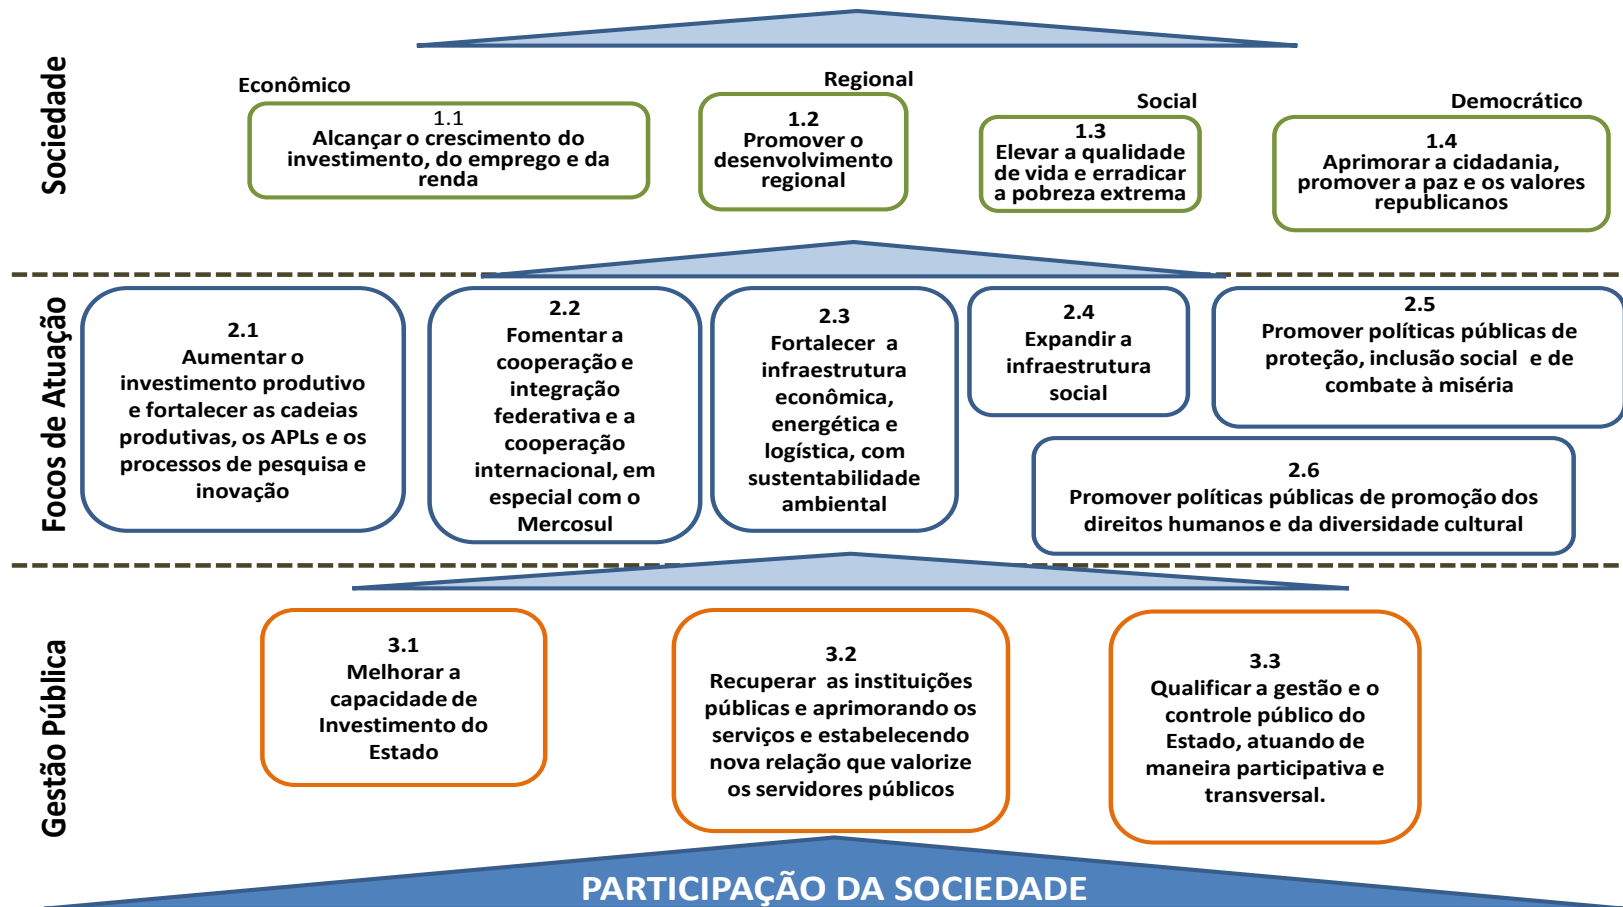 Sociedade
Econômico
1.1
Alcançar o crescimento do
investimento, do emprego e da
renda
Regional
1.2
Promover o
desenvolvimento
regional
Social
1.3
Elevar a qualidade
de vida e erradicar
a pobreza extrema
Democrático
1.4
Aprimorar a cidadania,
promover a paz e os valores
republicanos
Focos de Atuação
2.1
Aumentar o
investimento produtivo
e fortalecer as cadeias
produtivas, os APLs e os
processos de pesquisa e
inovação
2.2
Fomentar a
cooperação e
integração
federativa e a
cooperação
internacional, em
especial com o
Mercosul
2.3
Fortalecer a
infraestrutura
econômica,
energética e
logística, com
sustentabilidade
ambiental
2.4
Expandir a
infraestrutura
social
2.5
Promover políticas públicas de
proteção, inclusão social e de
combate à miséria
2.6
Promover políticas públicas de promoção dos
direitos humanos e da diversidade cultural
Gestão Pública
3.1
Melhorar a
capacidade de
Investimento do
Estado
3.2
Recuperar as instituições
públicas e aprimorando os
serviços e estabelecendo
nova relação que valorize
os servidores públicos
3.3
Qualificar a gestão e o
controle público do
Estado, atuando de
maneira participativa e
transversal.
PARTICIPAÇÃO DA SOCIEDADE